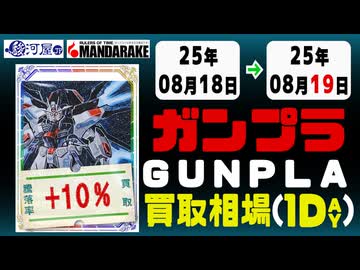 駿河屋
RULERS OF TIME
MANDARAKE
25年
08月18日
25年
08月19日
+10%
騰落率
買取
ガンプラ
GUNPLA
買取相場(1DAY)